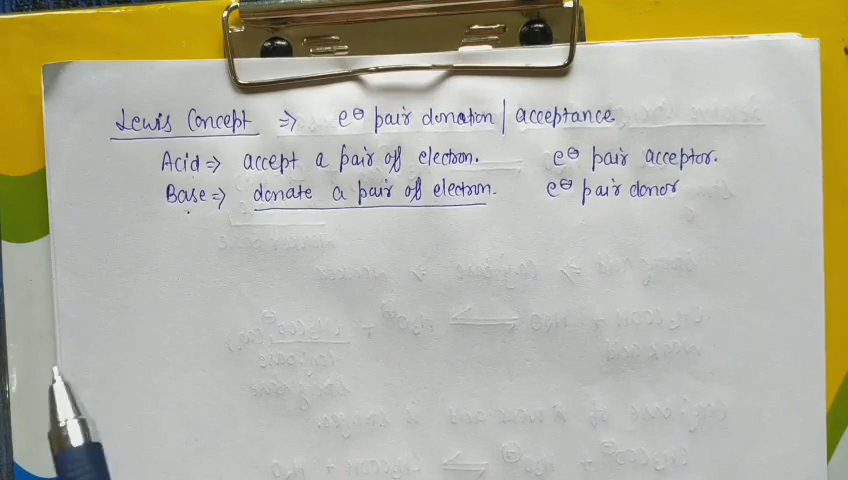 Lewis Concept ⇒ e⊖ pair donation | acceptance.
Acid ⇒ accept a pair of electron. e⊖ pair acceptor.
Base ⇒ donate a pair of electron. e⊖ pair donor